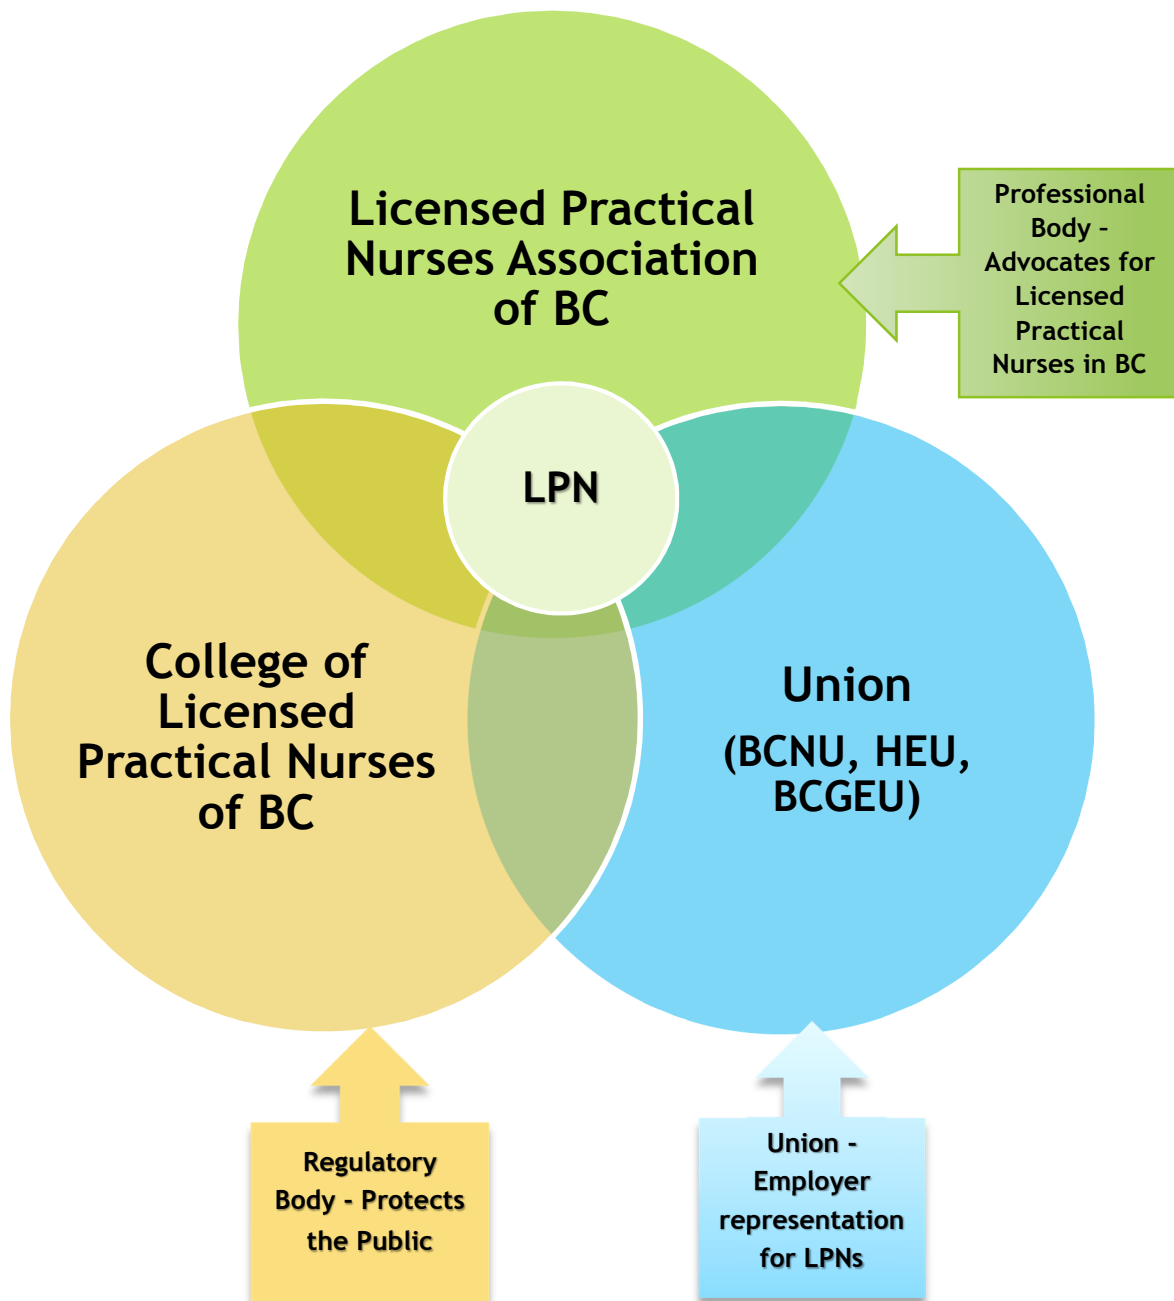 Licensed Practical
Nurses Association
of BC
Professional
Body –
Advocates for
Licensed
Practical
Nurses in BC
LPN
College of
Licensed
Practical Nurses
of BC
Union
(BCNU, HEU,
BCGEU)
Regulatory
Body - Protects
the Public
Union -
Employer
representation
for LPNs